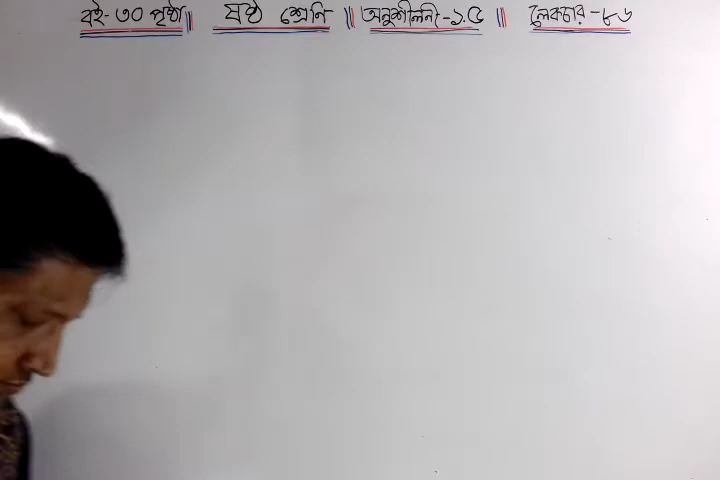 বই-৩০ পৃষ্ঠা || ষষ্ঠ শ্রেনি || অনুশীলনী-১.৫ || লেকচার-৮৬